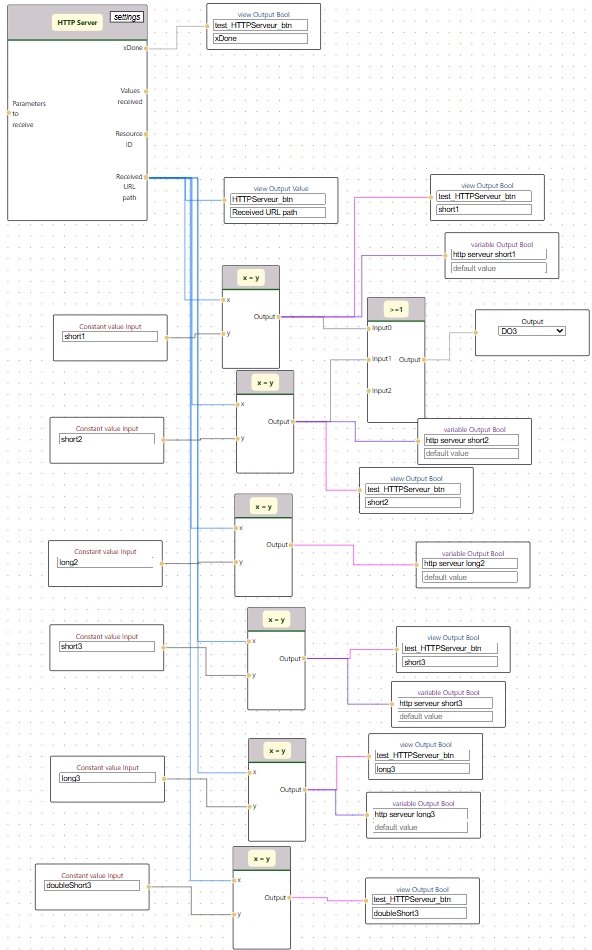 HTTP Server
settings
xDone
Values
received
Parameters
to
receive
Resource
ID
Received
URL
path
view Output Bool
test_HTTPServeur_btn
xDone
view Output Value
HTTPServeur_btn
Received URL path
view Output Bool
test_HTTPServeur_btn
short1
variable Output Bool
http serveur short1
default value
x = y
x
y
Output
Constant value Input
short1
>=1
Input0
Input1
Input2
Output
Output
DO3
x = y
x
y
Output
Constant value Input
short2
variable Output Bool
http serveur short2
default value
view Output Bool
test_HTTPServeur_btn
short2
x = y
x
y
Output
Constant value Input
long2
variable Output Bool
http serveur long2
default value
x = y
x
y
Output
Constant value Input
short3
view Output Bool
test_HTTPServeur_btn
short3
variable Output Bool
http serveur short3
default value
x = y
x
y
Output
Constant value Input
long3
view Output Bool
test_HTTPServeur_btn
long3
variable Output Bool
http serveur long3
default value
x = y
x
y
Output
Constant value Input
doubleShort3
view Output Bool
test_HTTPServeur_btn
doubleShort3